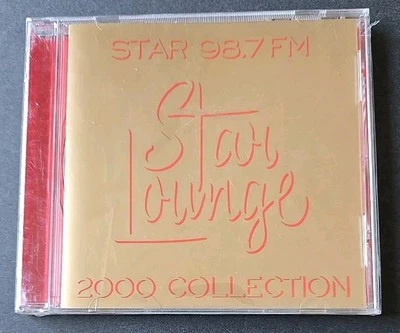 STAR 98.7 FM
Star
Lounge
2000 COLLECTION